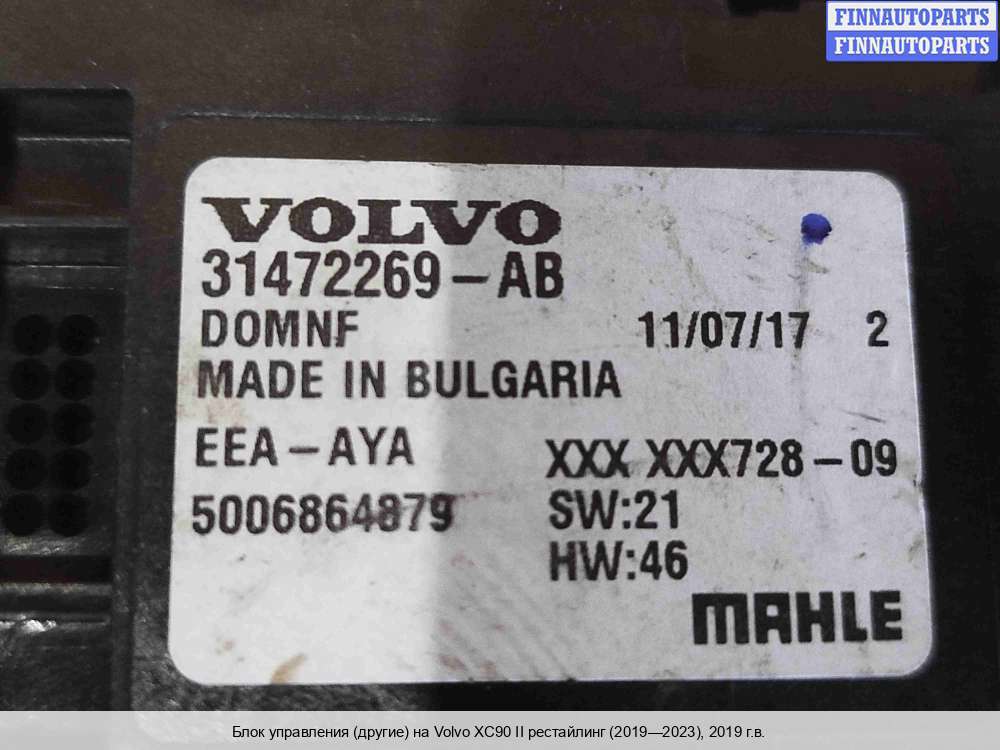 FINNAUTOPARTS
FINNAUTOPARTS
VOLVO
31472269-AB
DOMNF 11/07/17 2
MADE IN BULGARIA
EEA-AYA XXX XXX728-09
5006864879 SW:21
HW:46
MAHLE
Блок управления (другие) на Volvo XC90 II рестайлинг (2019—2023), 2019 г.в.